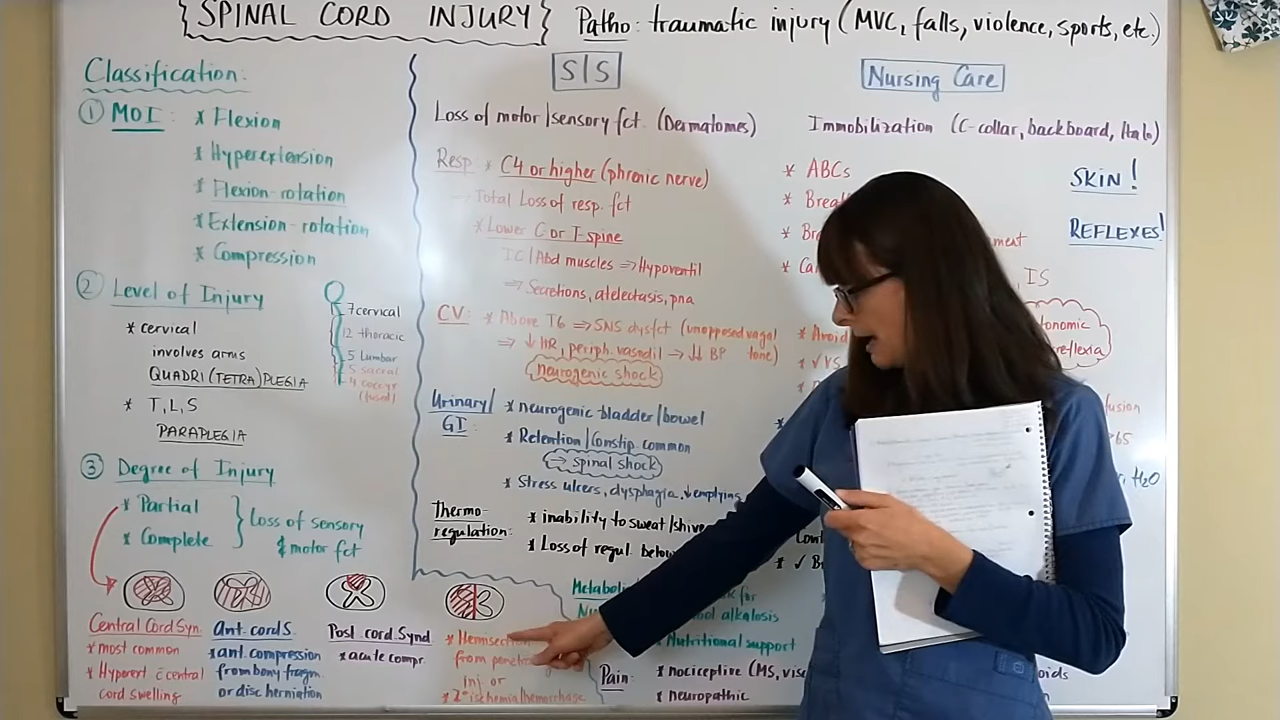 SPINAL CORD INJURY Patho: traumatic injury (MVC, falls, violence, sports, etc.)
Classification:
① MOI: * Flexion
* Hyperextension
* Flexion-rotation
* Extension-rotation
* Compression
② Level of Injury
* cervical
involves arms
QUADRI(TETRA)PLEGIA
* T, L, S
PARAPLEGIA
7 cervical
12 thoracic
5 lumbar
5 sacral
4 coccyx
(fused)
③ Degree of Injury
* Partial
* Complete
loss of sensory
& motor fct
Central Cord Syn.
* most common
* Hyperext c̄ central
cord swelling
Ant. cord S.
* ant. compression
from bony fragm.
or disc herniation
Post cord Synd.
* acute compr.
* Hemisection
from
inj. or
* 2° ischemia/hemorrhage
S/S
Loss of motor/sensory fct. (Dermatomes)
Resp * C4 or higher (phrenic nerve)
→ Total Loss of resp. fct
* Lower C or T-spine
IC/Abd muscles ⇒ Hypoventil
⇒ Secretions, atelectasis, pna
CV: * Above T6 ⇒ SNS dysfct (unopposed vagal
⇒ ↓ HR, periph. vasodil → ↓↓ BP tone)
neurogenic shock
Urinary/
GI:
* neurogenic bladder/bowel
* Retention/Constip. common
⇒ spinal shock
* Stress ulcers, dysphagia, ↓ emptying
Thermo-
regulation:
* inability to sweat/shive
* Loss of regul. below
for
alkalosis
Nutritional support
Pain: * nociceptive (MS, visc
* neuropathic
Nursing Care
Immobilization (C-collar, backboard, Halo)
* ABCs
SKIN!
REFLEXES!
IS
H₂O